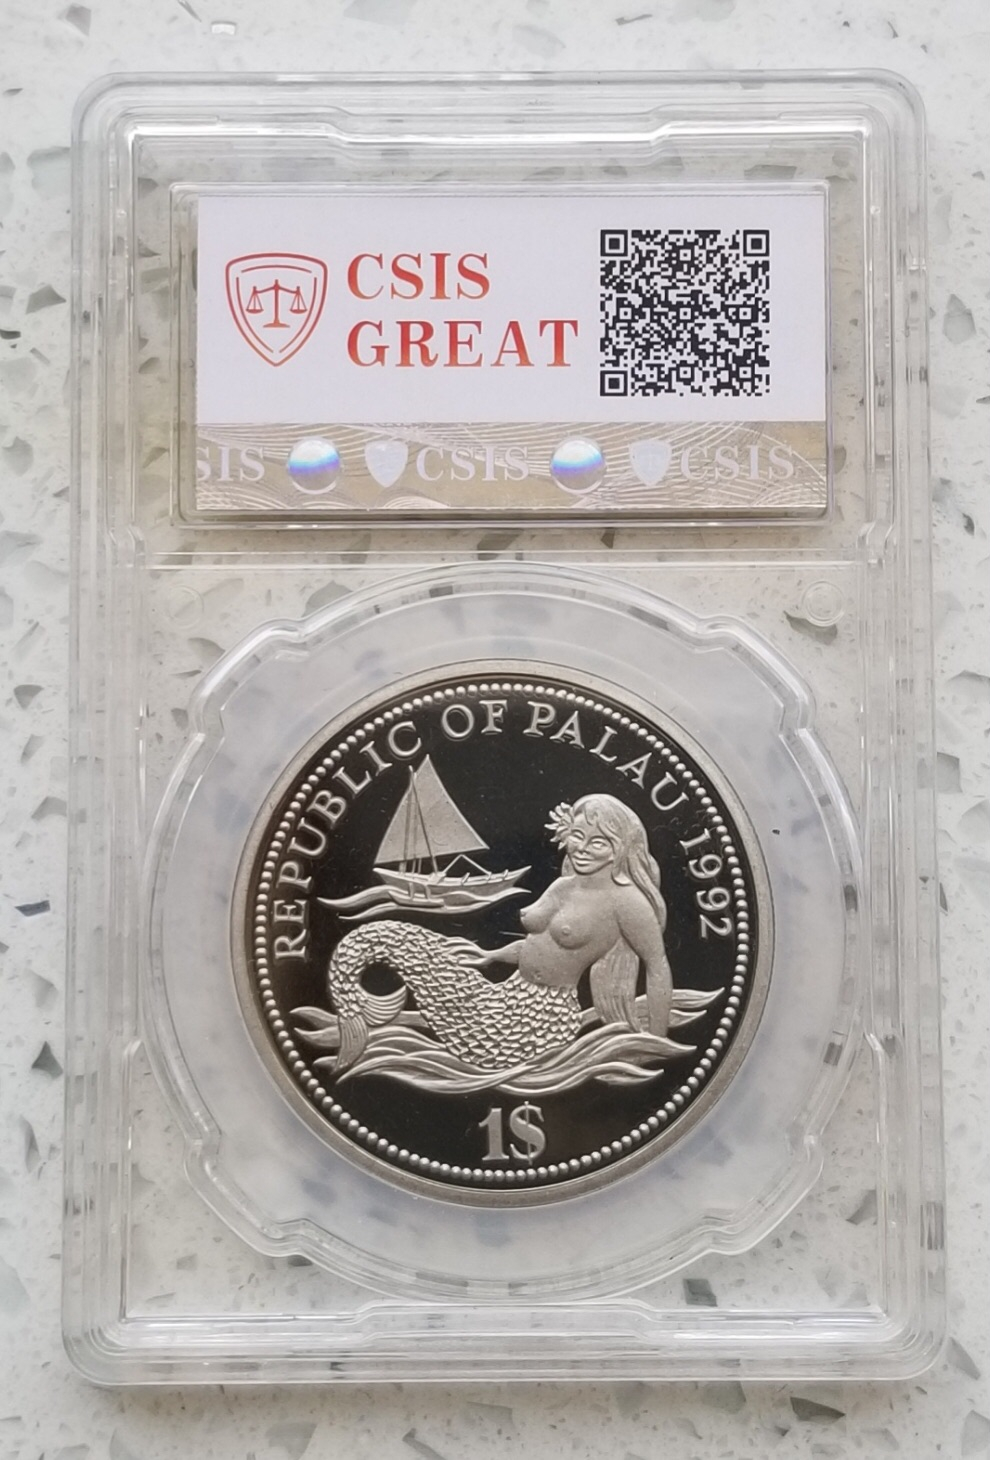 CSIS
GREAT
SIS CSIS CSIS
REPUBLIC OF PALAU 1992
1$